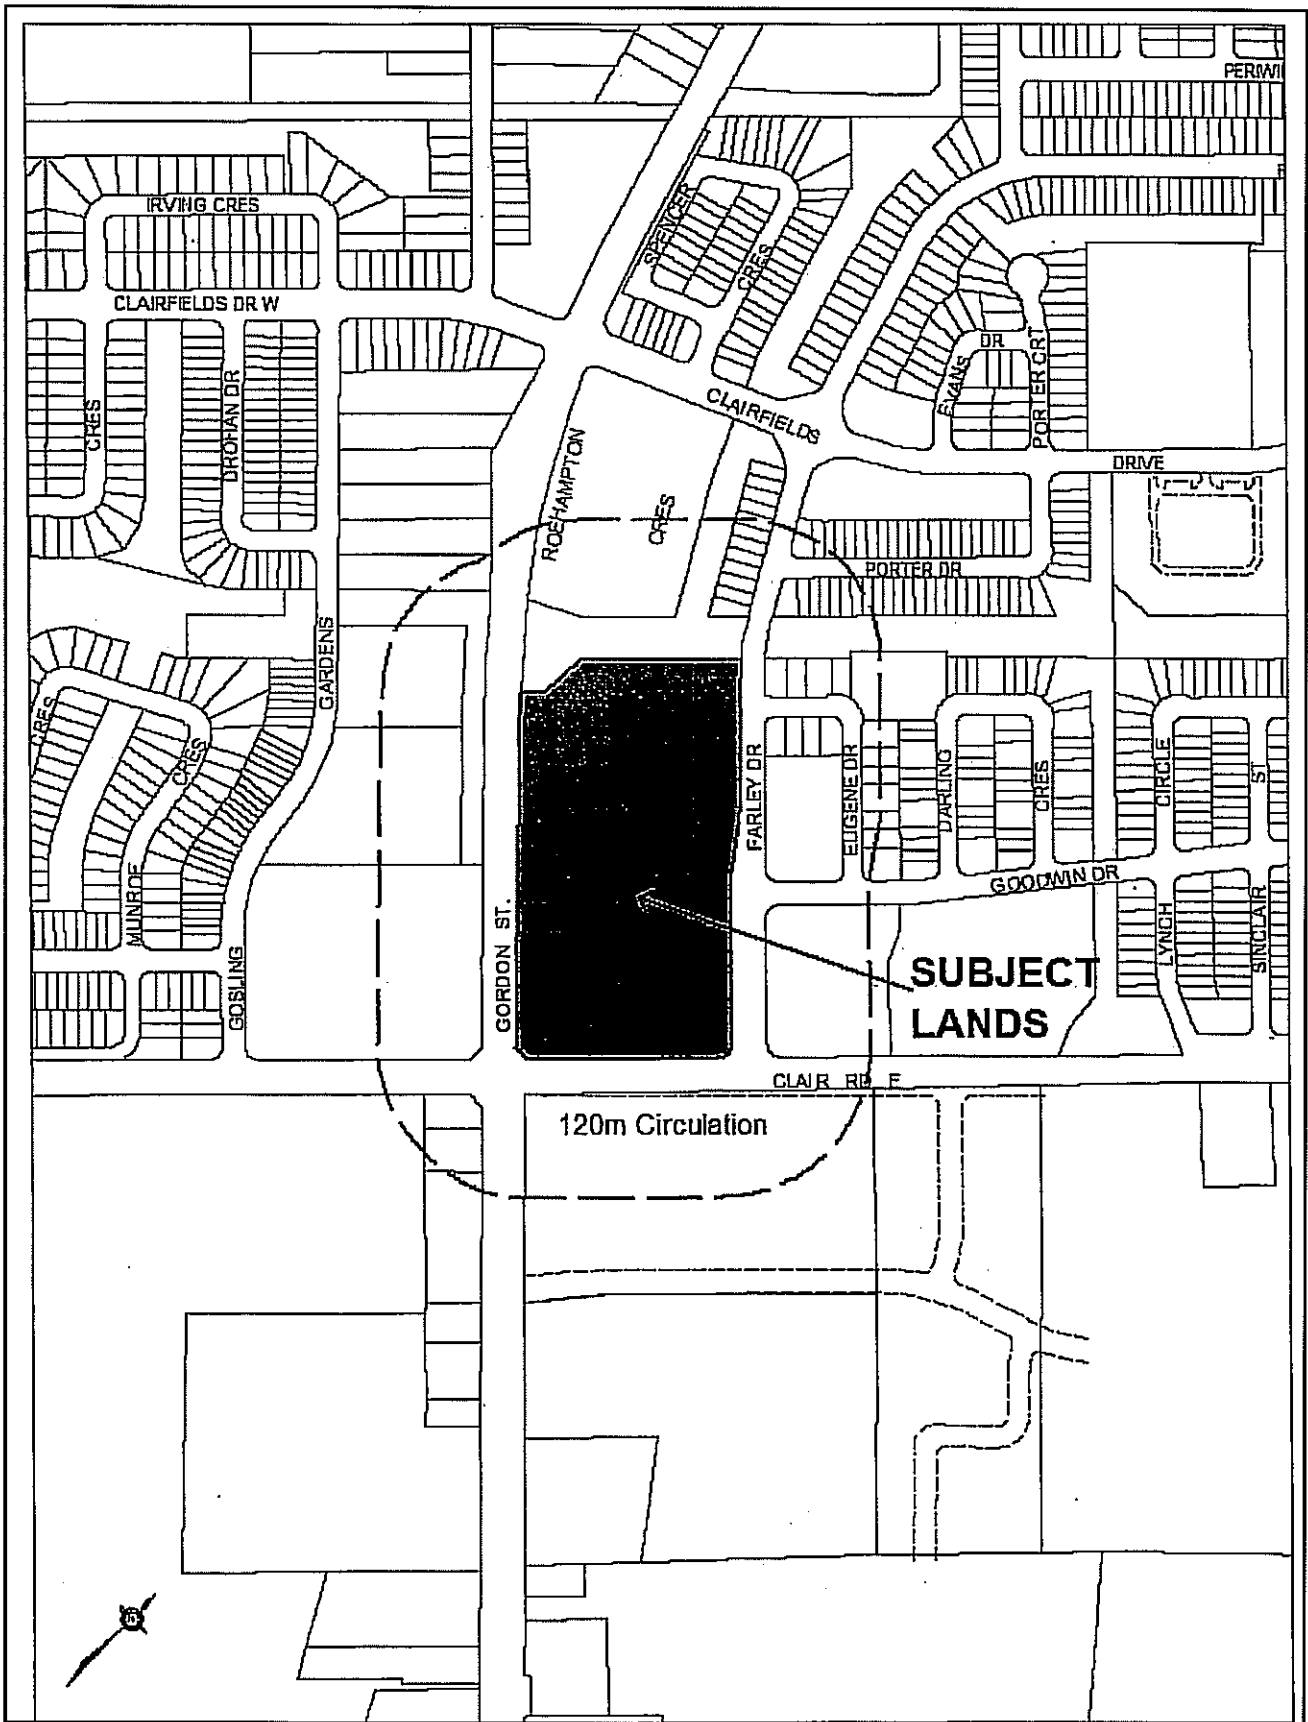 PERIWI
IRVING CRES
SPENCER
CRES
CLAIRFIELDS DR W
DR
EVANS
PORTER CRT
CRES
DROHAN DR
CLAIRFIELDS
DRIVE
ROEHAMPTON
CRES
PORTER DR
GARDENS
CRES
CRES
FARLEY DR
EUGENE DR
DARLING
CRES
CIRCLE
ST
GOODWIN DR
MUNROE
GOSLING
GORDON ST.
LYNCH
SINCLAIR
SUBJECT
LANDS
CLAIR RD E
120m Circulation